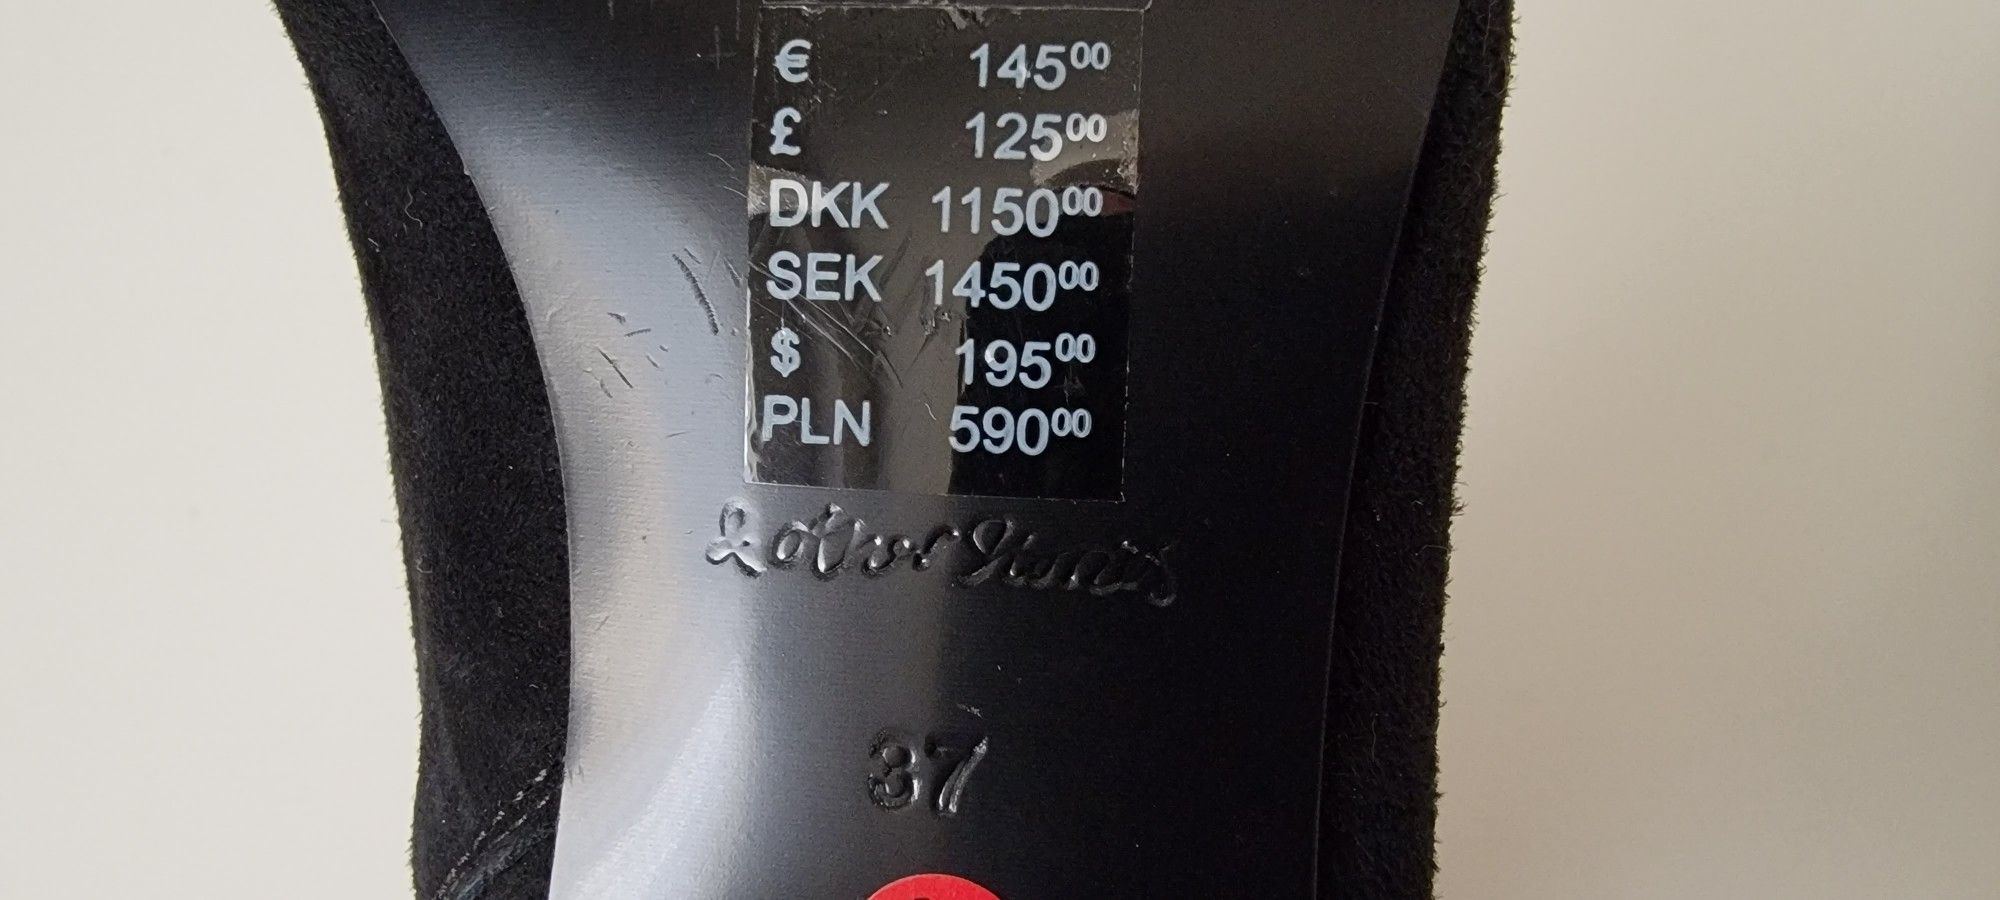 € 145⁰⁰
£ 125⁰⁰
DKK 1150⁰⁰
SEK 1450⁰⁰
$ 195⁰⁰
PLN 590⁰⁰
& other Stories
37